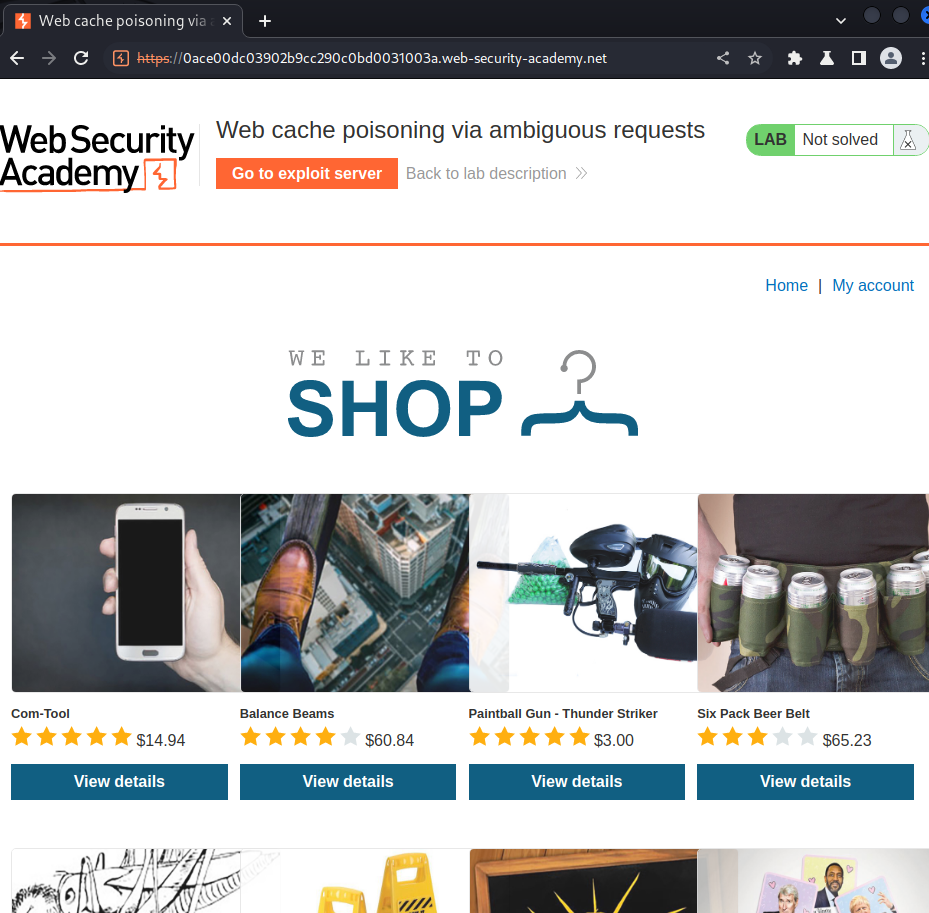 Web cache poisoning via a
https://0ace00dc03902b9cc290c0bd0031003a.web-security-academy.net
Web Security
Academy
Web cache poisoning via ambiguous requests
LAB Not solved
Go to exploit server Back to lab description
Home | My account
WE LIKE TO
SHOP
Com-Tool
Balance Beams
Paintball Gun - Thunder Striker
Six Pack Beer Belt
$14.94
$60.84
$3.00
$65.23
View details
View details
View details
View details